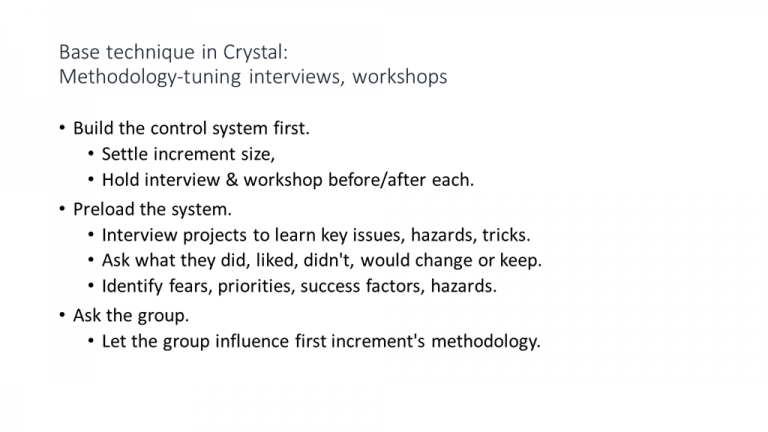 Base technique in Crystal:
Methodology-tuning interviews, workshops
• Build the control system first.
• Settle increment size,
• Hold interview & workshop before/after each.
• Preload the system.
• Interview projects to learn key issues, hazards, tricks.
• Ask what they did, liked, didn't, would change or keep.
• Identify fears, priorities, success factors, hazards.
• Ask the group.
• Let the group influence first increment's methodology.